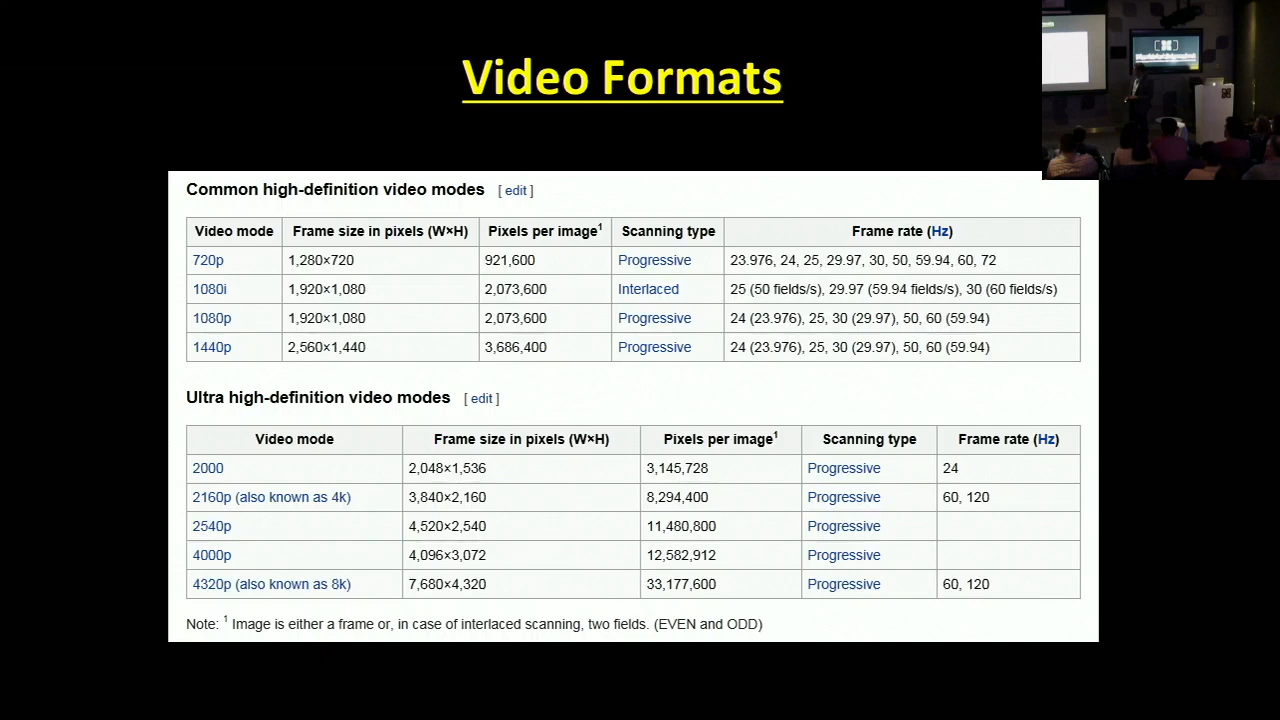 Video Formats
Common high-definition video modes [ edit ]
Video mode Frame size in pixels (W×H) Pixels per image1 Scanning type Frame rate (Hz)
720p 1,280×720 921,600 Progressive 23.976, 24, 25, 29.97, 30, 50, 59.94, 60, 72
1080i 1,920×1,080 2,073,600 Interlaced 25 (50 fields/s), 29.97 (59.94 fields/s), 30 (60 fields/s)
1080p 1,920×1,080 2,073,600 Progressive 24 (23.976), 25, 30 (29.97), 50, 60 (59.94)
1440p 2,560×1,440 3,686,400 Progressive 24 (23.976), 25, 30 (29.97), 50, 60 (59.94)
Ultra high-definition video modes [ edit ]
Video mode Frame size in pixels (W×H) Pixels per image1 Scanning type Frame rate (Hz)
2000 2,048×1,536 3,145,728 Progressive 24
2160p (also known as 4k) 3,840×2,160 8,294,400 Progressive 60, 120
2540p 4,520×2,540 11,480,800 Progressive
4000p 4,096×3,072 12,582,912 Progressive
4320p (also known as 8k) 7,680×4,320 33,177,600 Progressive 60, 120
Note: 1 Image is either a frame or, in case of interlaced scanning, two fields. (EVEN and ODD)